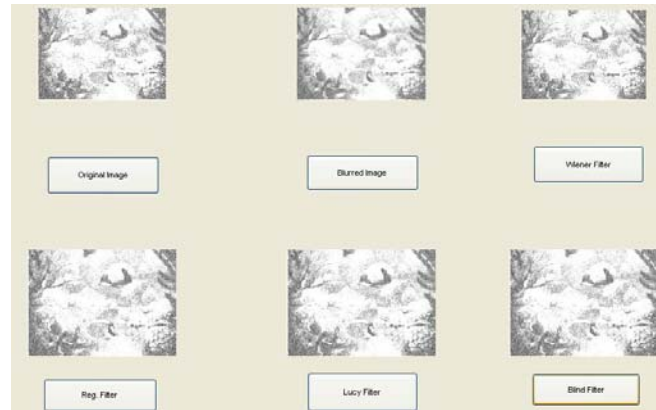 Original Image
Blurred Image
Wiener Filter
Reg. Filter
Lucy Filter
Blind Filter